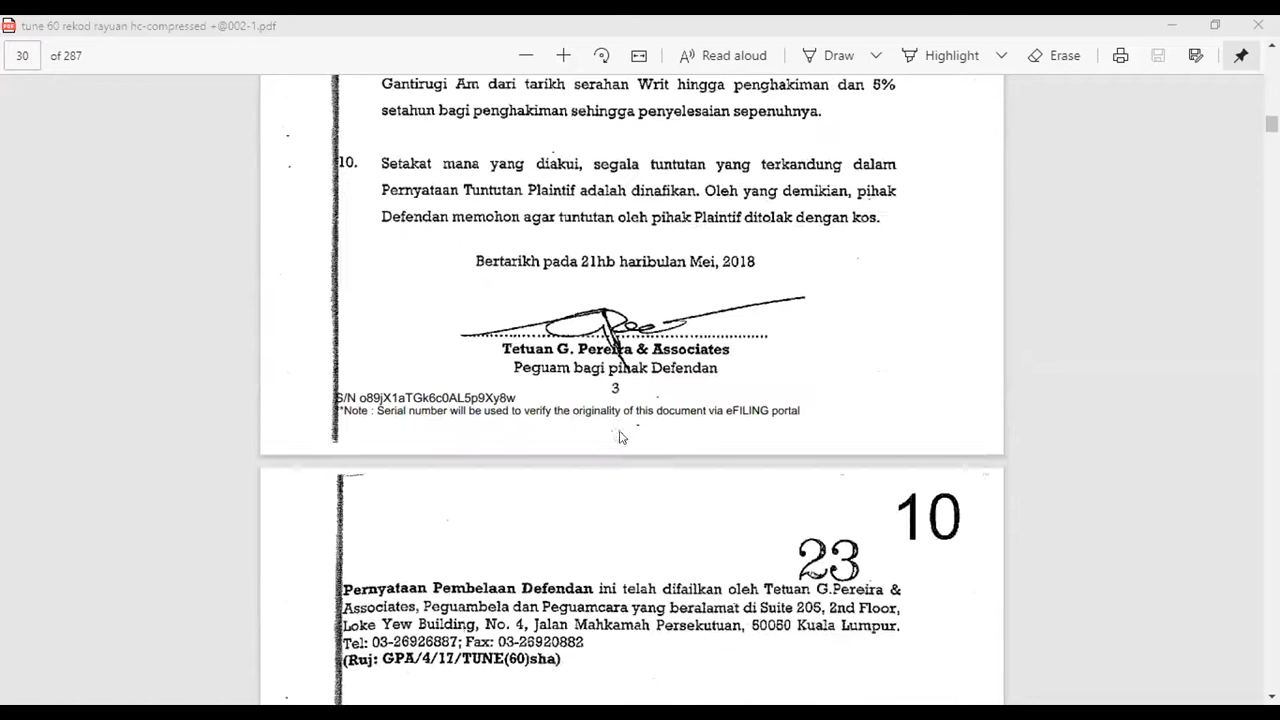 tune 60 rekod rayuan hc-compressed +@002-1.pdf
30 of 287 Read aloud Draw Highlight Erase
Gantirugi Am dari tarikh serahan Writ hingga penghakiman dan 5%
setahun bagi penghakiman sehingga penyelesaian sepenuhnya.
10. Setakat mana yang diakui, segala tuntutan yang terkandung dalam
Pernyataan Tuntutan Plaintif adalah dinafikan. Oleh yang demikian, pihak
Defendan memohon agar tuntutan oleh pihak Plaintif ditolak dengan kos.
Bertarikh pada 21hb haribulan Mei, 2018
Tetuan G. Pereira & Associates
Peguam bagi pihak Defendan
3
S/N o89jX1aTGk6c0AL5p9Xy8w
**Note : Serial number will be used to verify the originality of this document via eFILING portal
10
23
Pernyataan Pembelaan Defendan ini telah difailkan oleh Tetuan G.Pereira &
Associates, Peguambela dan Peguamcara yang beralamat di Suite 205, 2nd Floor,
Loke Yew Building, No. 4, Jalan Mahkamah Persekutuan, 50050 Kuala Lumpur.
Tel: 03-26926887; Fax: 03-26920882
(Ruj: GPA/4/17/TUNE(60)sha)